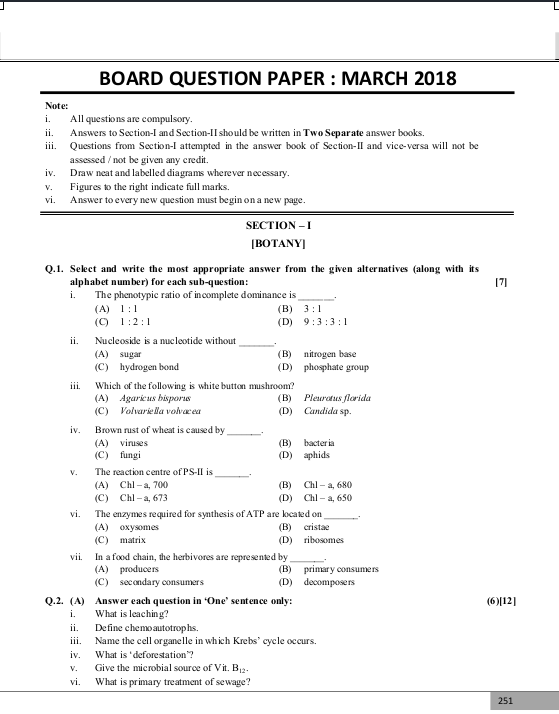 BOARD QUESTION PAPER : MARCH 2018
Note:
i. All questions are compulsory.
ii. Answers to Section-I and Section-II should be written in Two Separate answer books.
iii. Questions from Section-I attempted in the answer book of Section-II and vice-versa will not be
assessed / not be given any credit.
iv. Draw neat and labelled diagrams wherever necessary.
v. Figures to the right indicate full marks.
vi. Answer to every new question must begin on a new page.
SECTION – I
[BOTANY]
Q.1. Select and write the most appropriate answer from the given alternatives (along with its
alphabet number) for each sub-question: [7]
i. The phenotypic ratio of incomplete dominance is _______.
(A) 1 : 1 (B) 3 : 1
(C) 1 : 2 : 1 (D) 9 : 3 : 3 : 1
ii. Nucleoside is a nucleotide without _______.
(A) sugar (B) nitrogen base
(C) hydrogen bond (D) phosphate group
iii. Which of the following is white button mushroom?
(A) Agaricus bisporus (B) Pleurotus florida
(C) Volvariella volvacea (D) Candida sp.
iv. Brown rust of wheat is caused by _______.
(A) viruses (B) bacteria
(C) fungi (D) aphids
v. The reaction centre of PS-II is _______.
(A) Chl – a, 700 (B) Chl – a, 680
(C) Chl – a, 673 (D) Chl – a, 650
vi. The enzymes required for synthesis of ATP are located on _______.
(A) oxysomes (B) cristae
(C) matrix (D) ribosomes
vii. In a food chain, the herbivores are represented by _______.
(A) producers (B) primary consumers
(C) secondary consumers (D) decomposers
Q.2. (A) Answer each question in ‘One’ sentence only: (6)[12]
i. What is leaching?
ii. Define chemoautotrophs.
iii. Name the cell organelle in which Krebs’ cycle occurs.
iv. What is ‘deforestation’?
v. Give the microbial source of Vit. B₁₂.
vi. What is primary treatment of sewage?
251